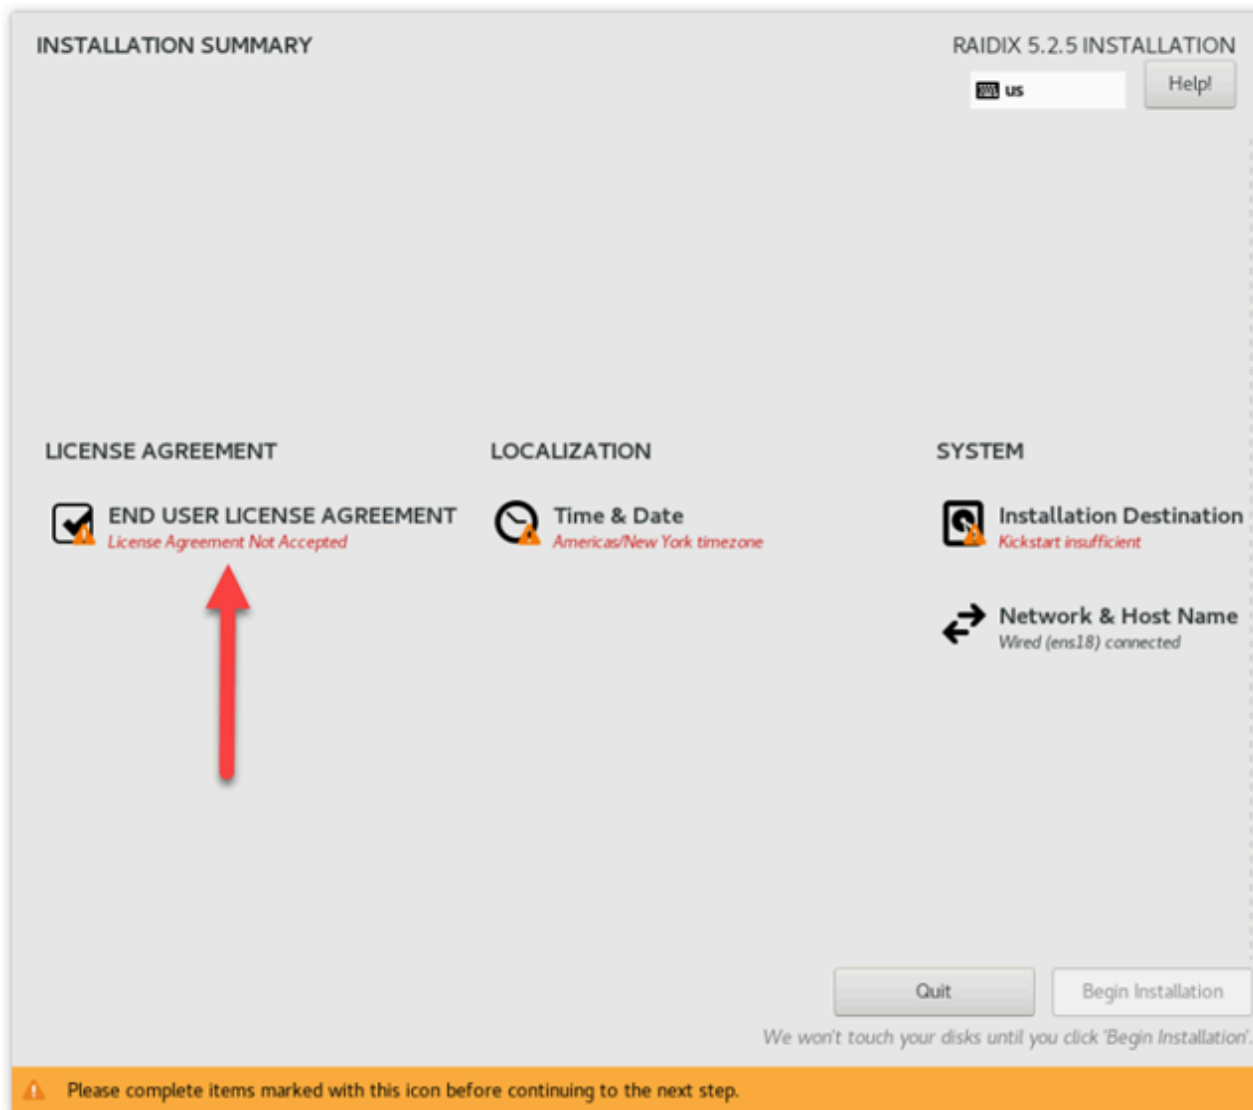 INSTALLATION SUMMARY
RAIDIX 5.2.5 INSTALLATION
us
Help!
LICENSE AGREEMENT
END USER LICENSE AGREEMENT
License Agreement Not Accepted
LOCALIZATION
Time & Date
Americas/New York timezone
SYSTEM
Installation Destination
Kickstart insufficient
Network & Host Name
Wired (ens18) connected
Quit
Begin Installation
We won't touch your disks until you click 'Begin Installation'.
Please complete items marked with this icon before continuing to the next step.